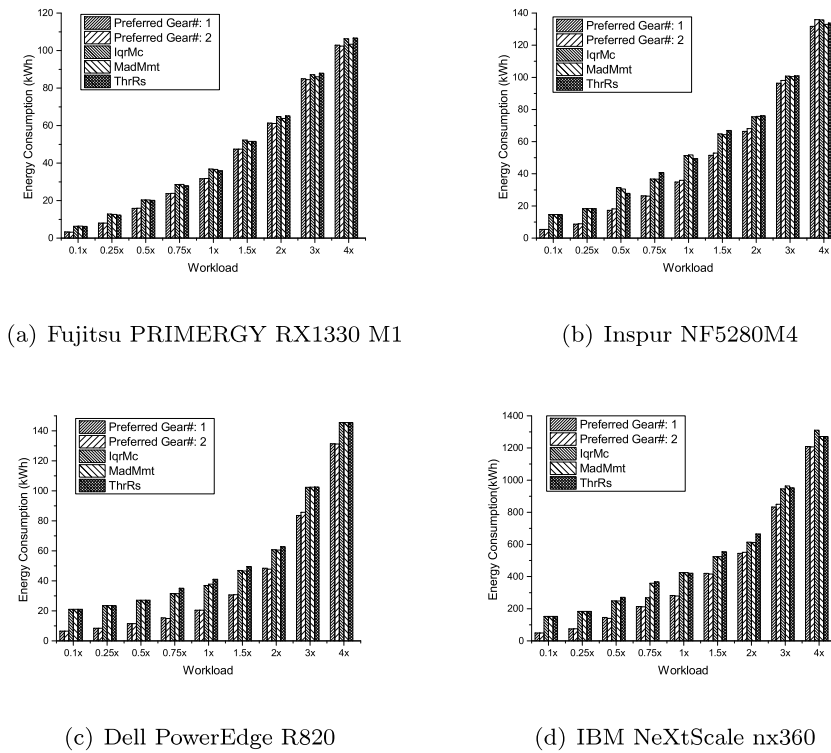 120
100
80
60
40
20
0
Energy Consumption (kWh)
Preferred Gear#: 1
Preferred Gear#: 2
IqrMc
MadMmt
ThrRs
0.1x 0.25x 0.5x 0.75x 1x 1.5x 2x 3x 4x
Workload
(a) Fujitsu PRIMERGY RX1330 M1
140
120
100
80
60
40
20
0
Energy Consumption (kWh)
Preferred Gear#: 1
Preferred Gear#: 2
IqrMc
MadMmt
ThrRs
0.1x 0.25x 0.5x 0.75x 1x 1.5x 2x 3x 4x
Workload
(b) Inspur NF5280M4
140
120
100
80
60
40
20
0
Energy Consumption (kWh)
Preferred Gear#: 1
Preferred Gear#: 2
IqrMc
MadMmt
ThrRs
0.1x 0.25x 0.5x 0.75x 1x 1.5x 2x 3x 4x
Workload
(c) Dell PowerEdge R820
1400
1200
1000
800
600
400
200
0
Energy Consumption(kWh)
Preferred Gear#: 1
Preferred Gear#: 2
IqrMc
MadMmt
ThrRs
0.1x 0.25x 0.5x 0.75x 1x 1.5x 2x 3x 4x
Workload
(d) IBM NeXtScale nx360